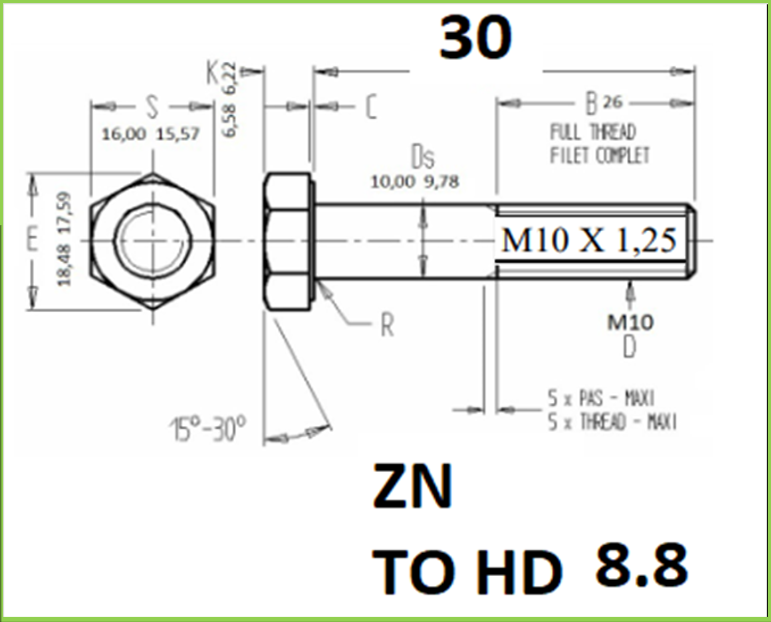 30
K
6,58 6,22
S
16,00 15,57
C
B 26
FULL THREAD
FILET COMPLET
Ds
10,00 9,78
E
18,48 17,59
M10 X 1,25
R
M10
D
15°-30°
5 x PAS - MAXI
5 x THREAD - MAXI
ZN
TO HD 8.8